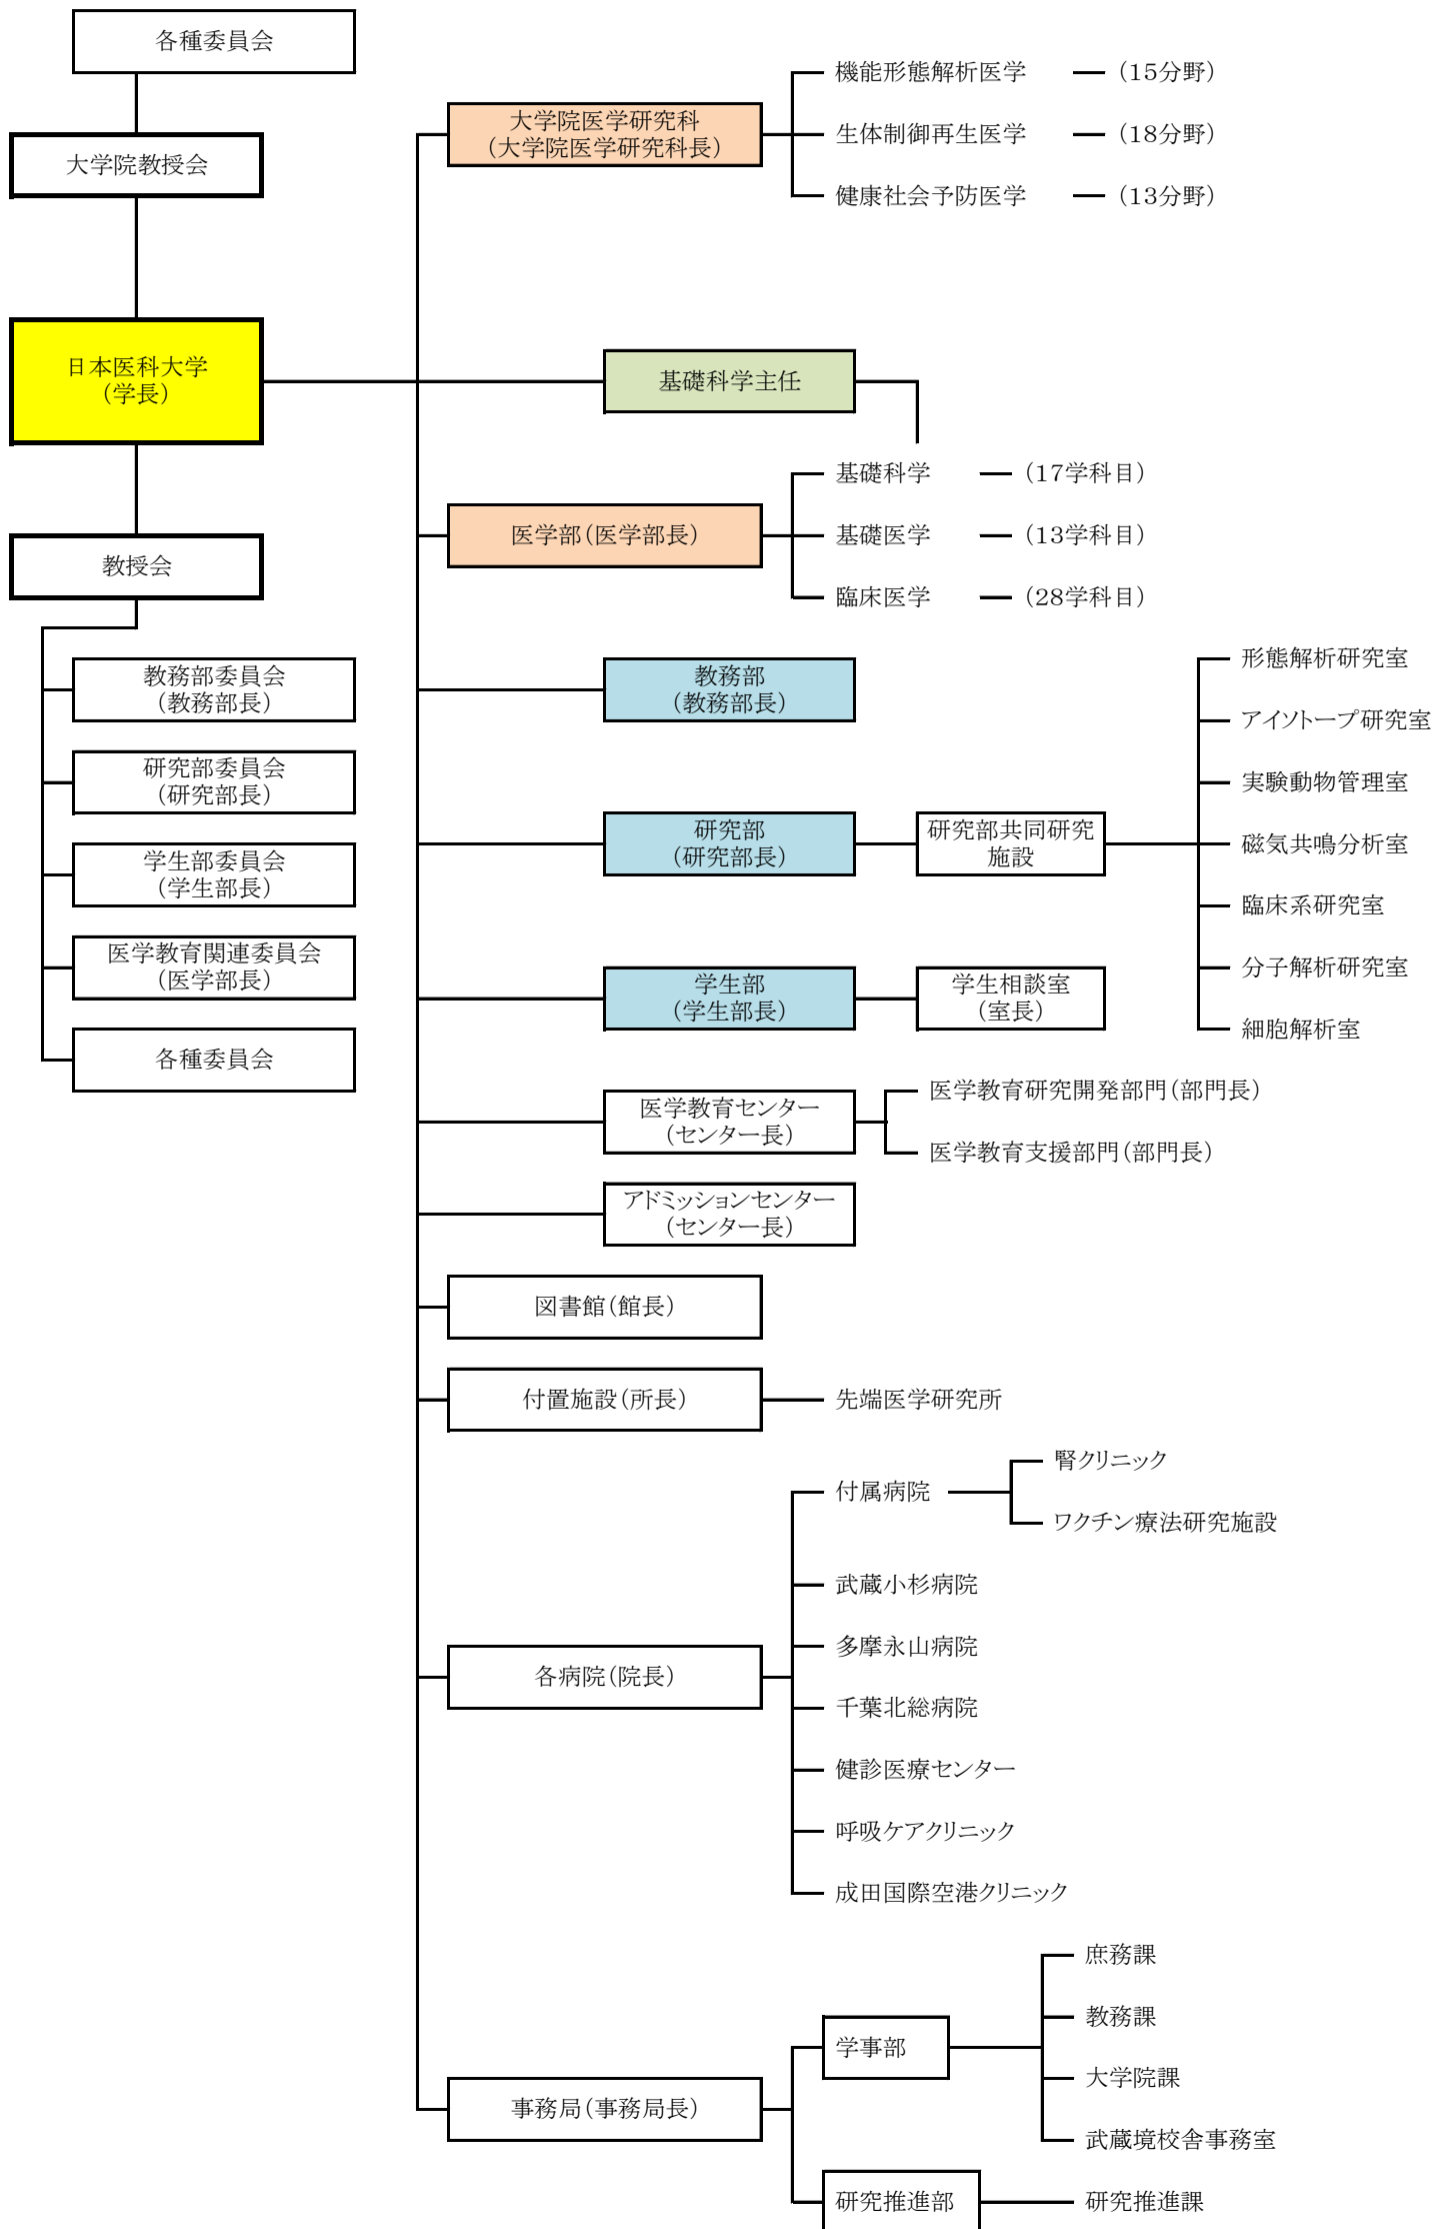 各種委員会
大学院教授会
日本医科大学
（学長）
教授会
教務部委員会
（教務部長）
研究部委員会
（研究部長）
学生部委員会
（学生部長）
医学教育関連委員会
（医学部長）
各種委員会
大学院医学研究科
（大学院医学研究科長）
機能形態解析医学 （15分野）
生体制御再生医学 （18分野）
健康社会予防医学 （13分野）
基礎科学主任
医学部（医学部長）
基礎科学 （17学科目）
基礎医学 （13学科目）
臨床医学 （28学科目）
教務部
（教務部長）
研究部
（研究部長）
研究部共同研究
施設
形態解析研究室
アイソトープ研究室
実験動物管理室
磁気共鳴分析室
臨床系研究室
分子解析研究室
細胞解析室
学生部
（学生部長）
学生相談室
（室長）
医学教育センター
（センター長）
医学教育研究開発部門（部門長）
医学教育支援部門（部門長）
アドミッションセンター
（センター長）
図書館（館長）
付置施設（所長）
先端医学研究所
各病院（院長）
付属病院
腎クリニック
ワクチン療法研究施設
武蔵小杉病院
多摩永山病院
千葉北総病院
健診医療センター
呼吸ケアクリニック
成田国際空港クリニック
事務局（事務局長）
学事部
庶務課
教務課
大学院課
武蔵境校舎事務室
研究推進部
研究推進課